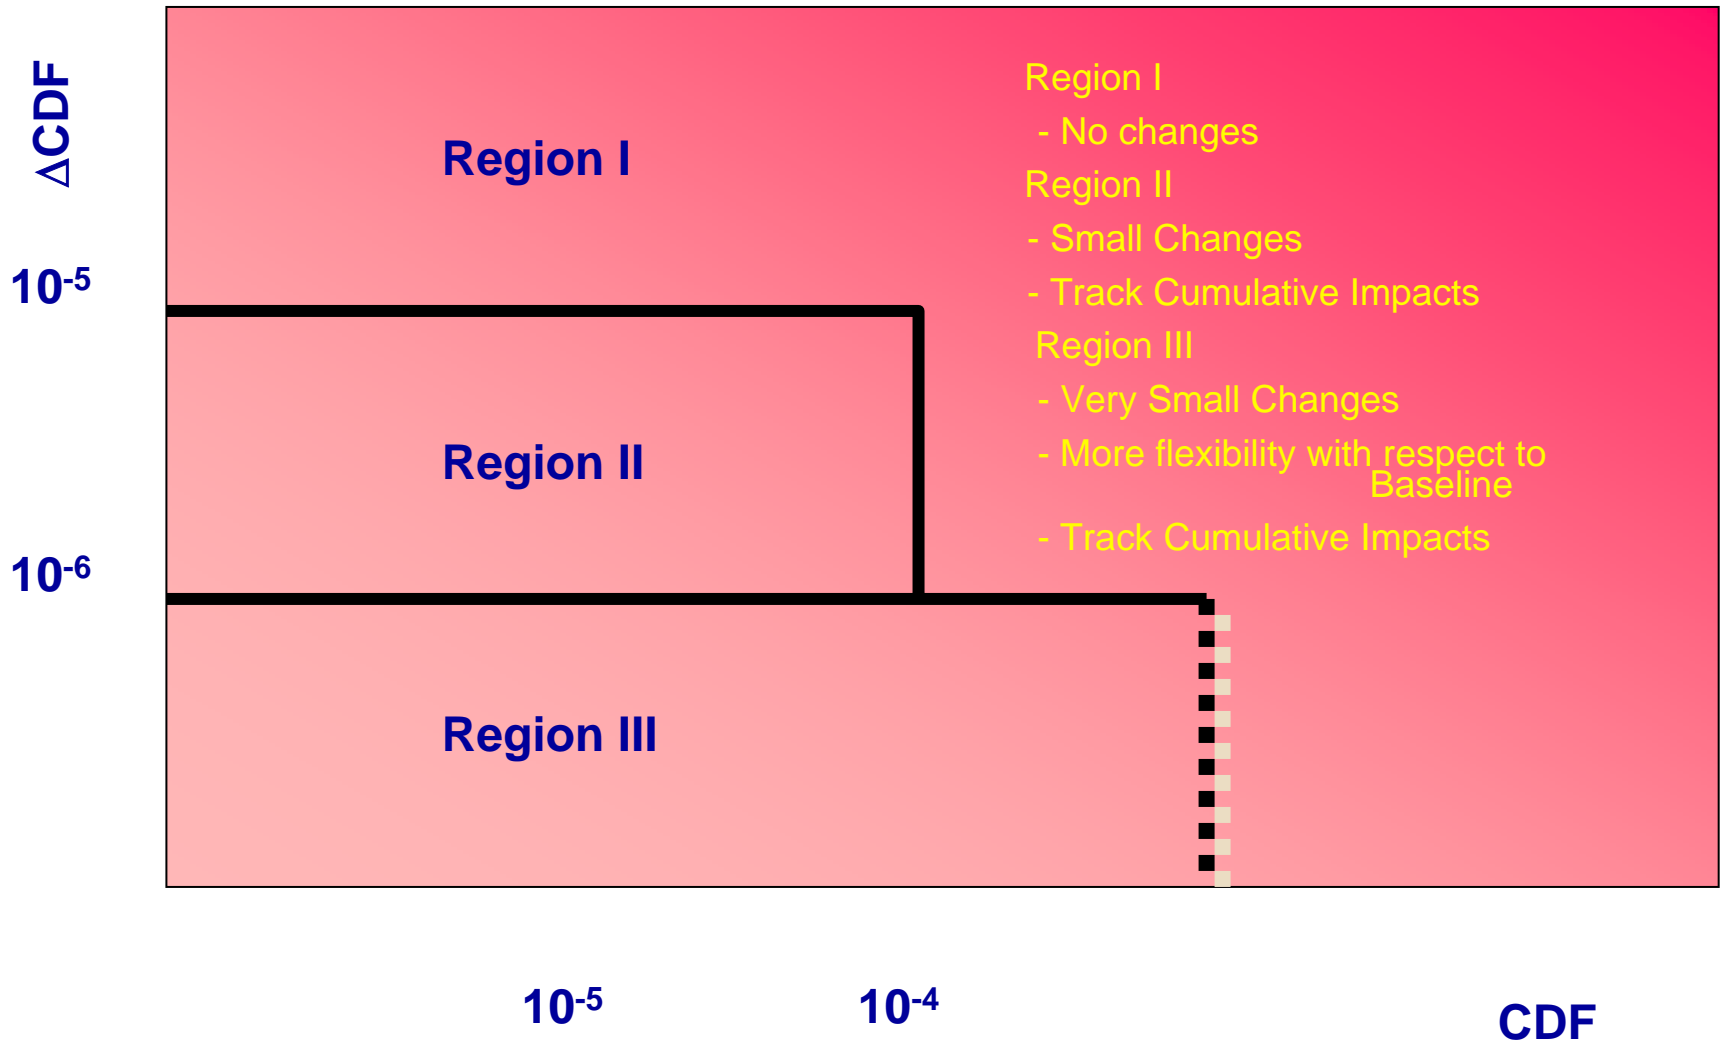 ΔCDF
Region I
10-5
Region II
10-6
Region III
Region I
- No changes
Region II
- Small Changes
- Track Cumulative Impacts
Region III
- Very Small Changes
- More flexibility with respect to
Baseline
- Track Cumulative Impacts
10-5
10-4
CDF